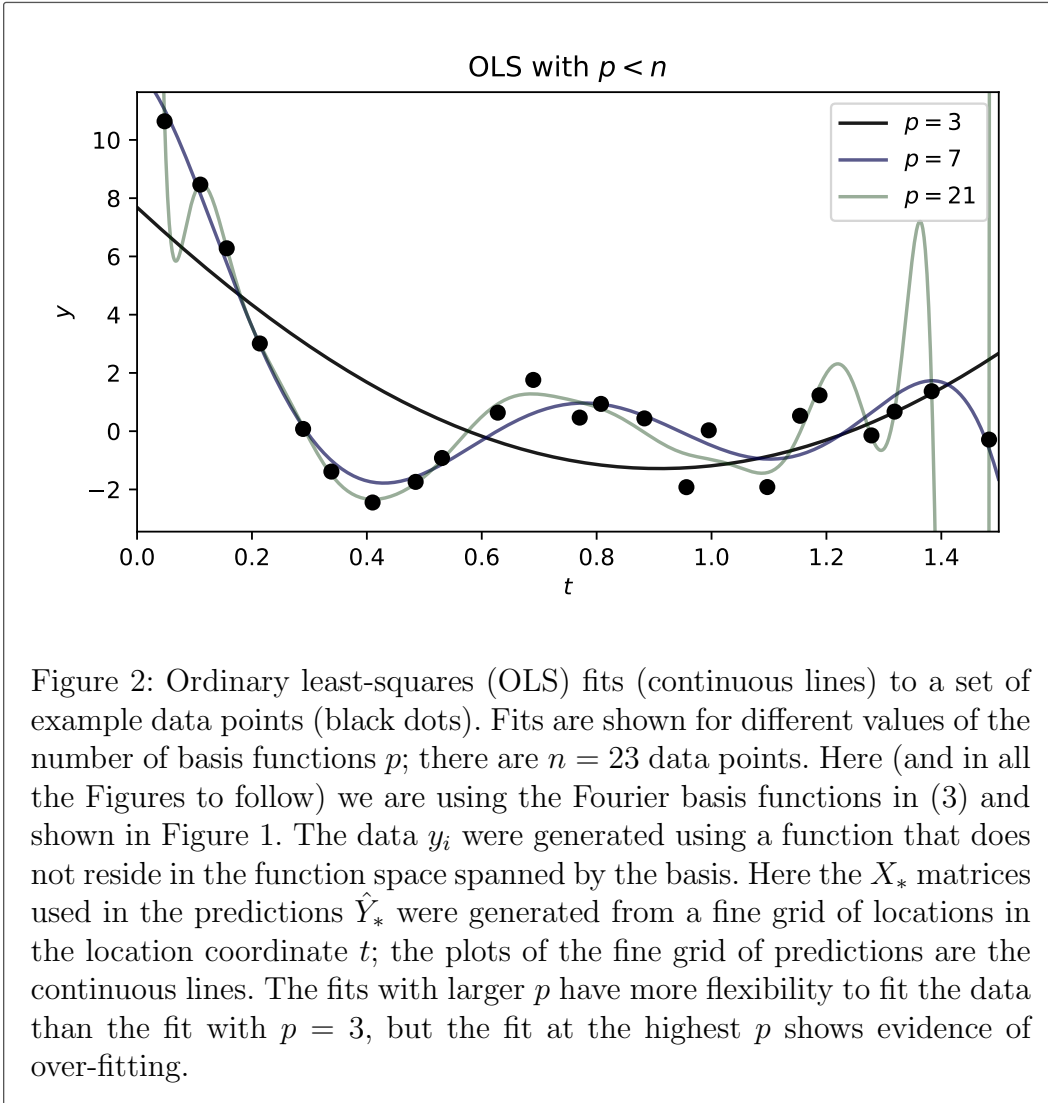 OLS with p < n
p = 3
p = 7
p = 21
10
8
6
4
2
0
−2
y
0.0 0.2 0.4 0.6 0.8 1.0 1.2 1.4
t
Figure 2: Ordinary least-squares (OLS) fits (continuous lines) to a set of
example data points (black dots). Fits are shown for different values of the
number of basis functions p; there are n = 23 data points. Here (and in all
the Figures to follow) we are using the Fourier basis functions in (3) and
shown in Figure 1. The data y_i were generated using a function that does
not reside in the function space spanned by the basis. Here the X_* matrices
used in the predictions Ŷ_* were generated from a fine grid of locations in
the location coordinate t; the plots of the fine grid of predictions are the
continuous lines. The fits with larger p have more flexibility to fit the data
than the fit with p = 3, but the fit at the highest p shows evidence of
over-fitting.